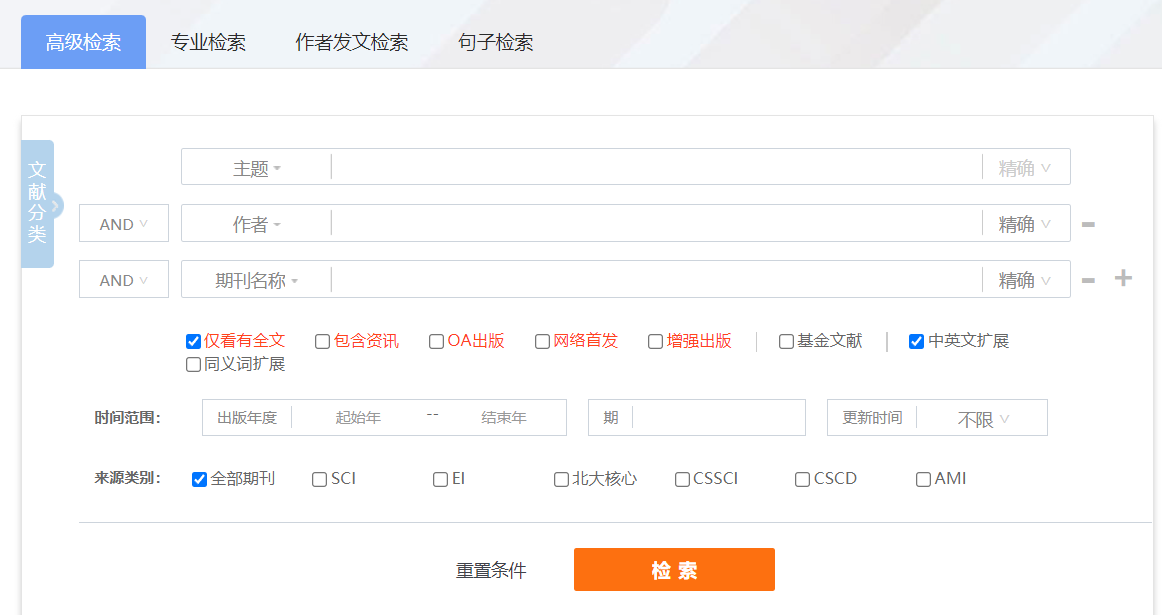 高级检索 专业检索 作者发文检索 句子检索
文献分类
主题 精确
AND 作者 精确
AND 期刊名称 精确
仅看有全文 包含资讯 OA出版 网络首发 增强出版 基金文献 中英文扩展
同义词扩展
时间范围: 出版年度 起始年 -- 结束年 期 更新时间 不限
来源类别: 全部期刊 SCI EI 北大核心 CSSCI CSCD AMI
重置条件 检索